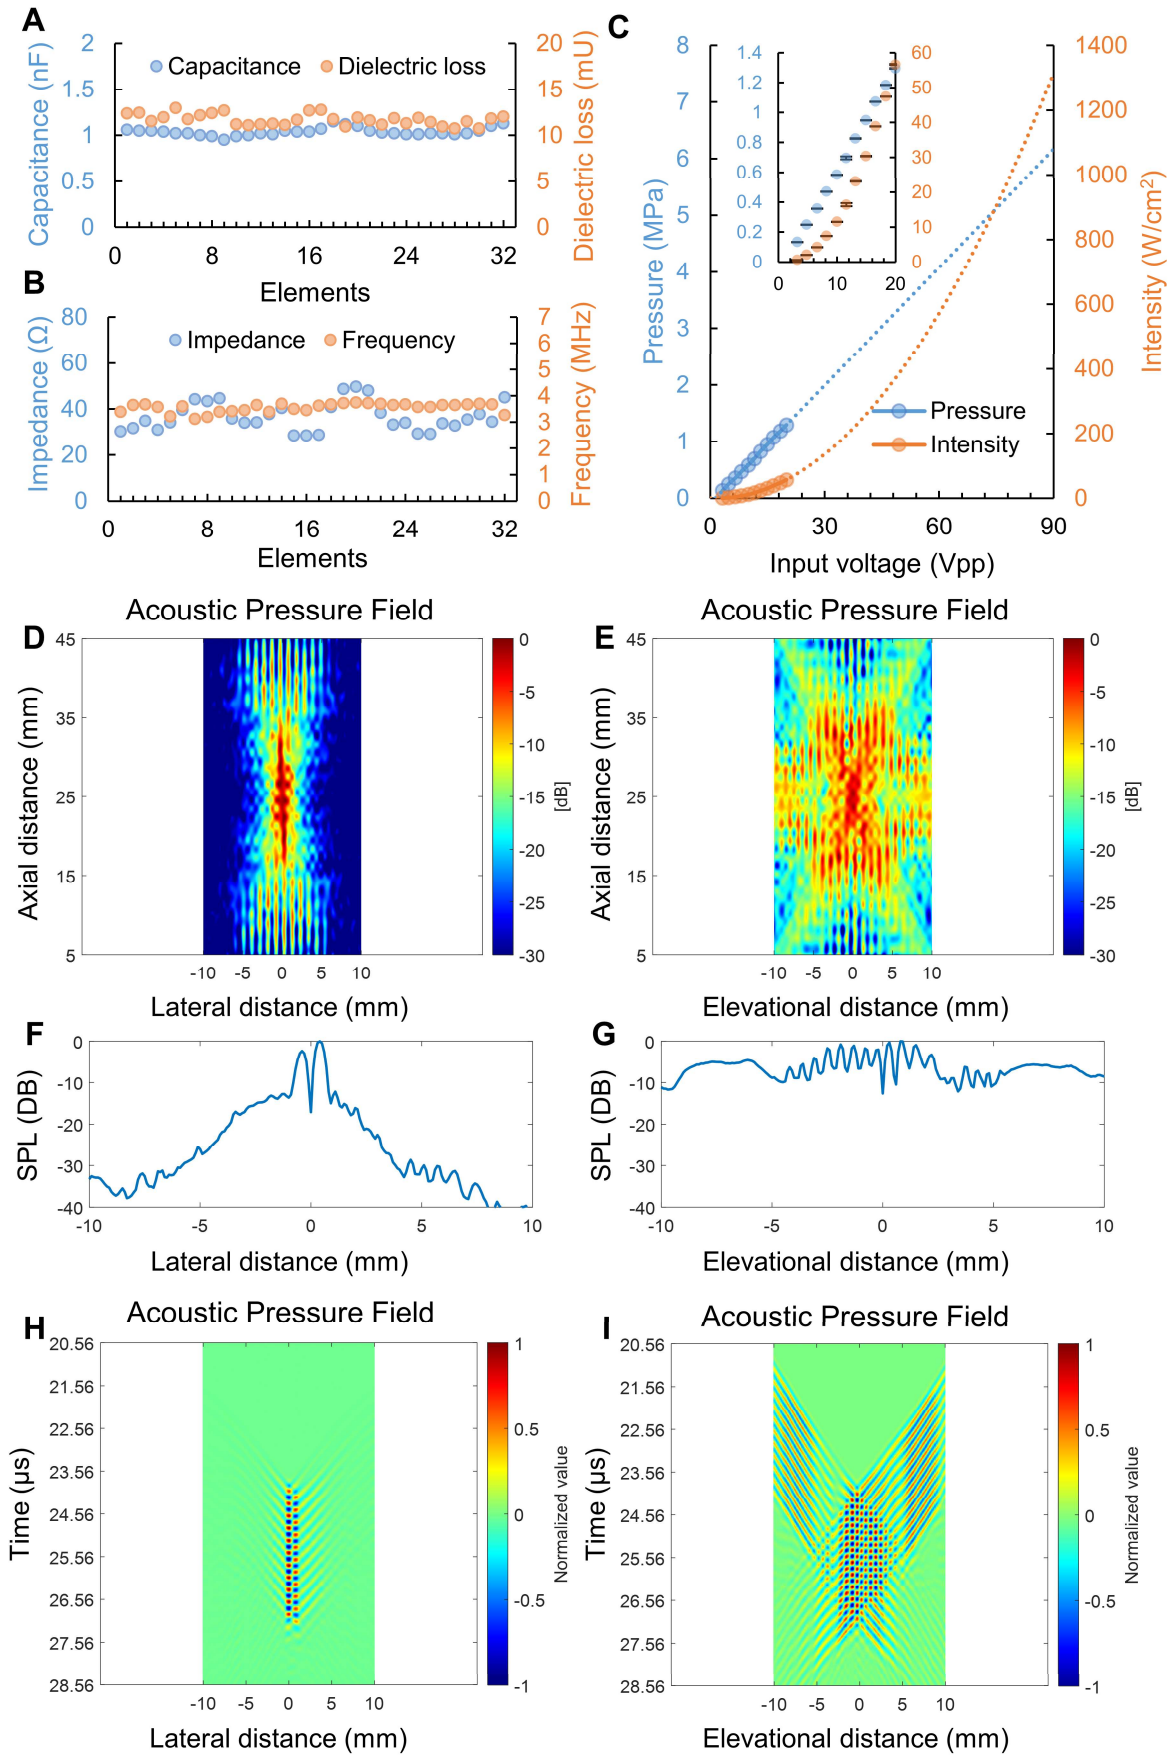 A
Capacitance (nF)
2
1.5
1
0.5
0
Capacitance
Dielectric loss
20
15
10
5
0
Dielectric loss (mU)
0 8 16 24 32
Elements
B
Impedance (Ω)
80
60
40
20
0
Impedance
Frequency
7
6
5
4
3
2
1
0
Frequency (MHz)
0 8 16 24 32
Elements
C
Pressure (MPa)
8
7
6
5
4
3
2
1
0
1.4
1.2
1
0.8
0.6
0.4
0.2
0
60
50
40
30
20
10
0
0 10 20
Pressure
Intensity
1400
1200
1000
800
600
400
200
0
Intensity (W/cm2)
0 30 60 90
Input voltage (Vpp)
Acoustic Pressure Field
D
Axial distance (mm)
45
35
25
15
5
-10 -5 0 5 10
Lateral distance (mm)
0
-5
-10
-15
-20
-25
-30
[dB]
Acoustic Pressure Field
E
Axial distance (mm)
45
35
25
15
5
-10 -5 0 5 10
Elevational distance (mm)
0
-5
-10
-15
-20
-25
-30
[dB]
F
SPL (DB)
0
-10
-20
-30
-40
-10 -5 0 5 10
Lateral distance (mm)
G
SPL (DB)
0
-10
-20
-30
-40
-10 -5 0 5 10
Elevational distance (mm)
Acoustic Pressure Field
H
Time (μs)
20.56
21.56
22.56
23.56
24.56
25.56
26.56
27.56
28.56
-10 -5 0 5 10
Lateral distance (mm)
1
0.5
0
-0.5
-1
Normalized value
Acoustic Pressure Field
I
Time (μs)
20.56
21.56
22.56
23.56
24.56
25.56
26.56
27.56
28.56
-10 -5 0 5 10
Elevational distance (mm)
1
0.5
0
-0.5
-1
Normalized value